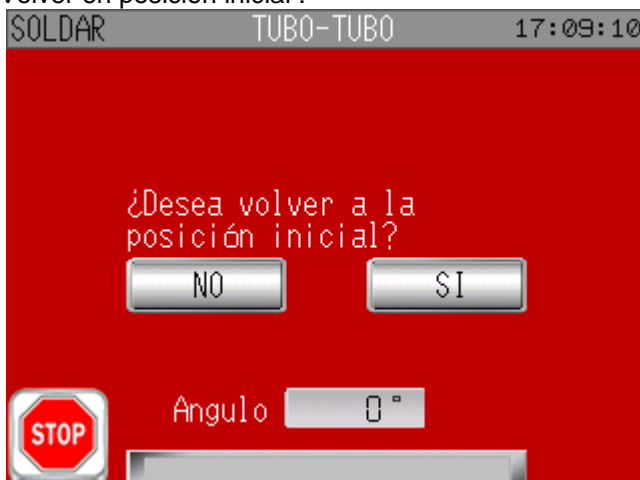 Volver en posición inicial?
SOLDAR TUBO-TUBO 17:09:10
¿Desea volver a la
posición inicial?
NO SI
Angulo 0°
STOP